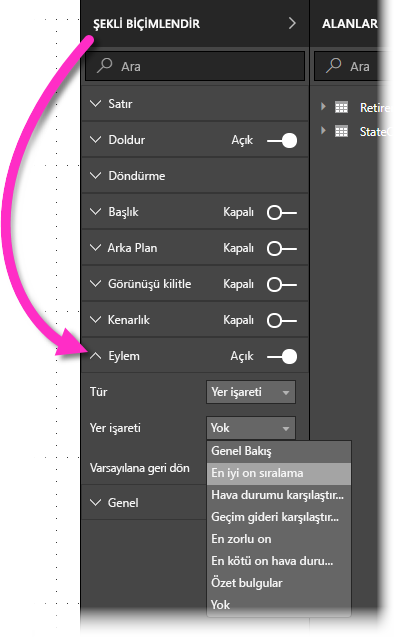 ŞEKLİ BİÇİMLENDİR
ALANLAR
Ara
Ara
Satır
Retire
Doldur Açık
State
Döndürme
Başlık Kapalı
Arka Plan Kapalı
Görünüşü kilitle Kapalı
Kenarlık Kapalı
Eylem Açık
Tür Yer işareti
Yer işareti Yok
Genel Bakış
Varsayılana geri dön
En iyi on sıralama
Hava durumu karşılaştır...
Genel
Geçim gideri karşılaştır...
En zorlu on
En kötü on hava duru...
Özet bulgular
Yok